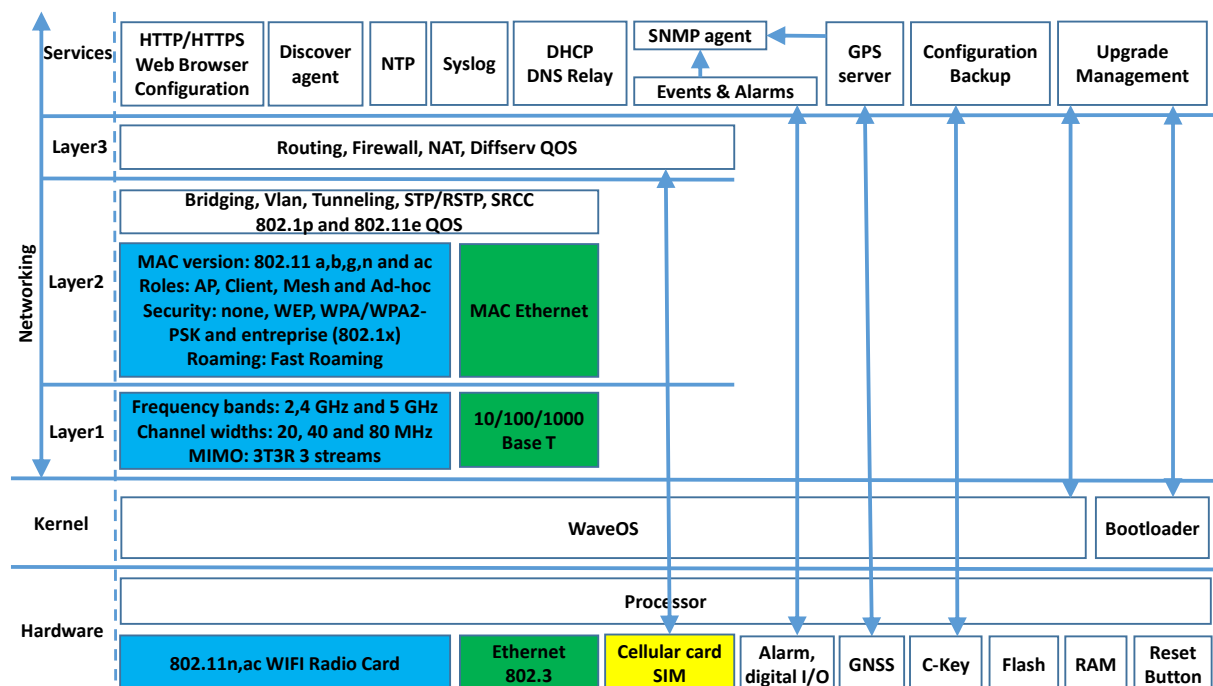 Services
HTTP/HTTPS
Web Browser
Configuration
Discover
agent
NTP
Syslog
DHCP
DNS Relay
SNMP agent
Events & Alarms
GPS
server
Configuration
Backup
Upgrade
Management
Networking
Layer3
Routing, Firewall, NAT, Diffserv QOS
Layer2
Bridging, Vlan, Tunneling, STP/RSTP, SRCC
802.1p and 802.11e QOS
MAC version: 802.11 a,b,g,n and ac
Roles: AP, Client, Mesh and Ad-hoc
Security: none, WEP, WPA/WPA2-
PSK and entreprise (802.1x)
Roaming: Fast Roaming
MAC Ethernet
Layer1
Frequency bands: 2,4 GHz and 5 GHz
Channel widths: 20, 40 and 80 MHz
MIMO: 3T3R 3 streams
10/100/1000
Base T
Kernel
WaveOS
Bootloader
Hardware
Processor
802.11n,ac WIFI Radio Card
Ethernet
802.3
Cellular card
SIM
Alarm,
digital I/O
GNSS
C-Key
Flash
RAM
Reset
Button